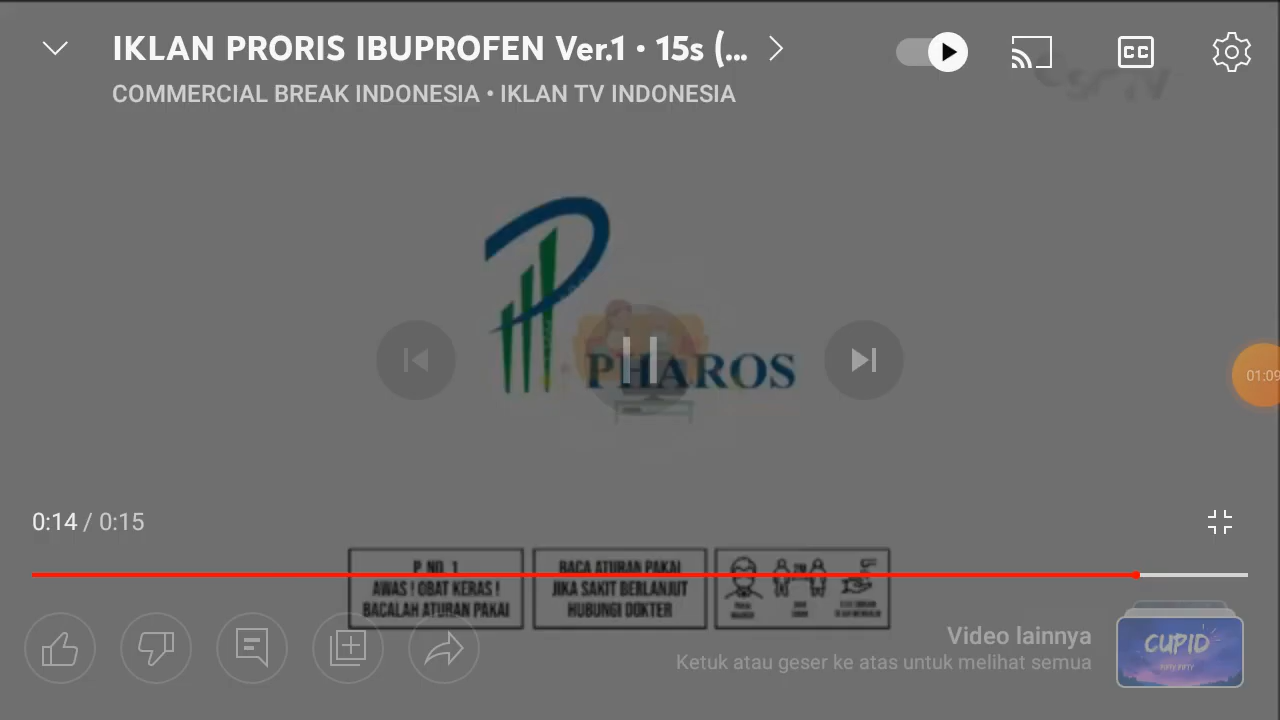 IKLAN PRORIS IBUPROFEN Ver.1 • 15s (...
COMMERCIAL BREAK INDONESIA • IKLAN TV INDONESIA
CC
PHAROS
01:09
0:14 / 0:15
P. NO. 1
AWAS ! OBAT KERAS !
BACALAH ATURAN PAKAI
BACA ATURAN PAKAI
JIKA SAKIT BERLANJUT
HUBUNGI DOKTER
Video lainnya
Ketuk atau geser ke atas untuk melihat semua
CUPID